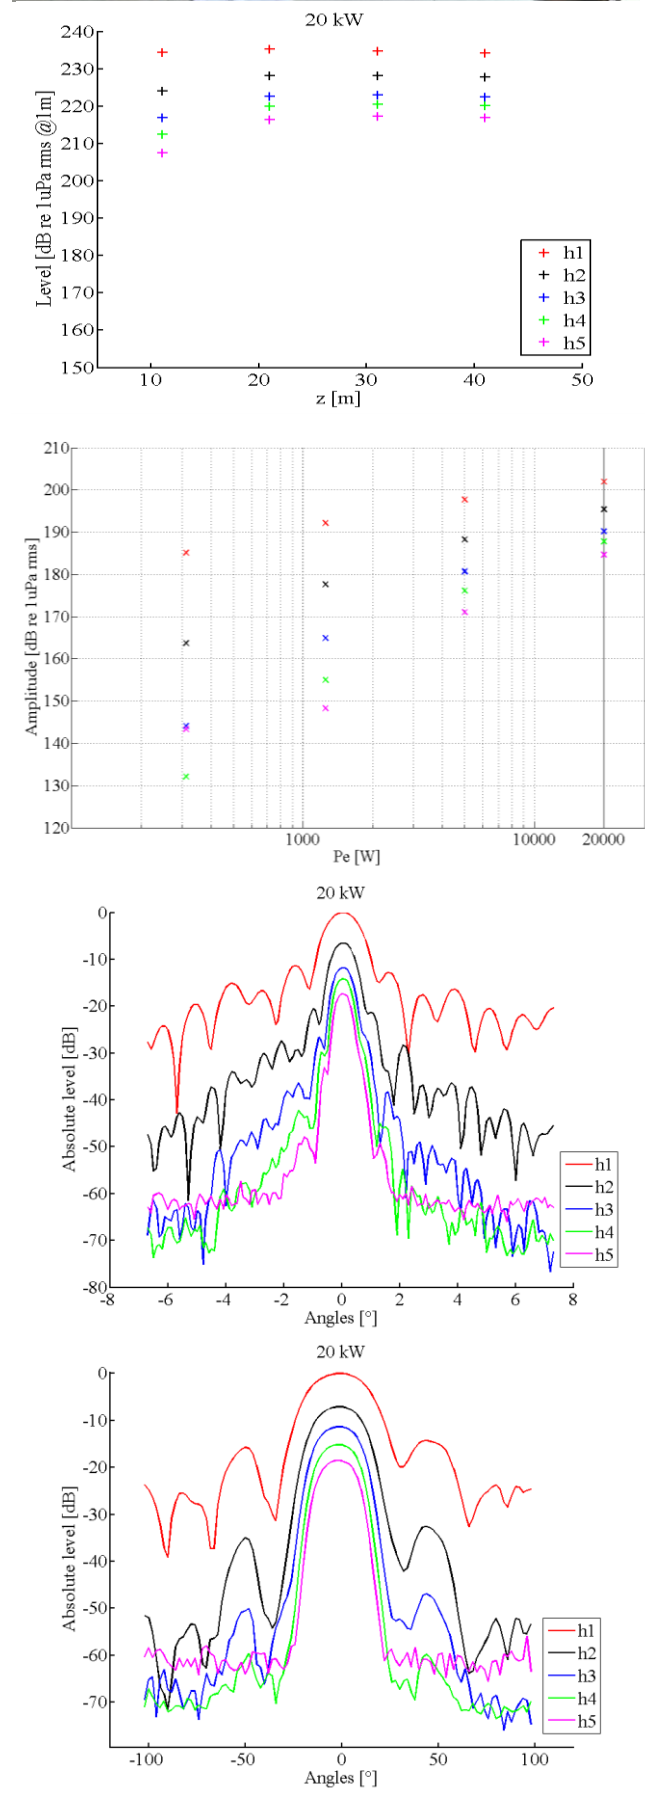 20 kW
240
230
220
210
200
190
180
170
160
150
Level [dB re 1uPa rms @1m]
h1
h2
h3
h4
h5
10 20 30 40 50
z [m]
210
200
190
180
170
160
150
140
130
120
Amplitude [dB re 1uPa rms]
1000 10000 20000
Pe [W]
20 kW
0
-10
-20
-30
-40
-50
-60
-70
-80
Absolute level [dB]
h1
h2
h3
h4
h5
-8 -6 -4 -2 0 2 4 6 8
Angles [°]
20 kW
0
-10
-20
-30
-40
-50
-60
-70
Absolute level [dB]
h1
h2
h3
h4
h5
-100 -50 0 50 100
Angles [°]